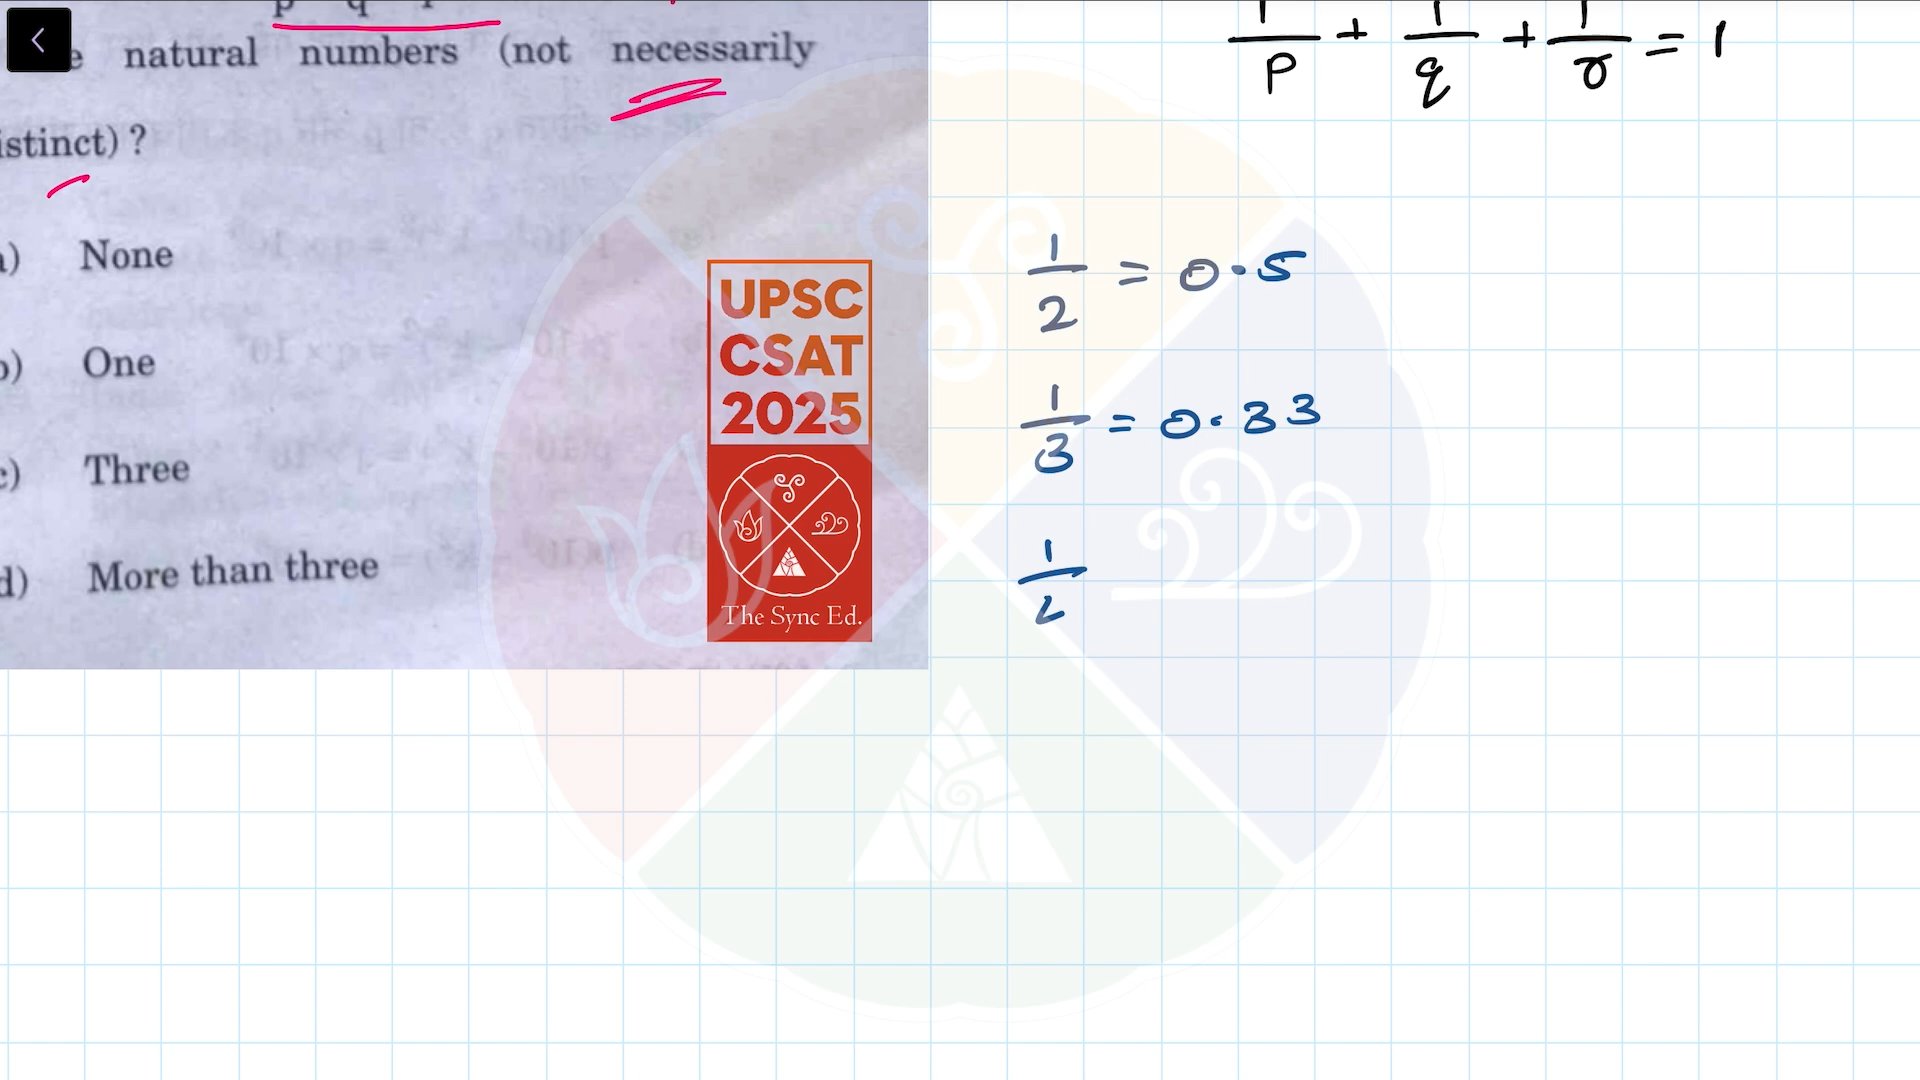 p q r
e natural numbers (not necessarily
istinct) ?
a) None
b) One
c) Three
d) More than three
UPSC
CSAT
2025
The Sync Ed.
1/p + 1/q + 1/r = 1
1/2 = 0.5
1/3 = 0.33
1/